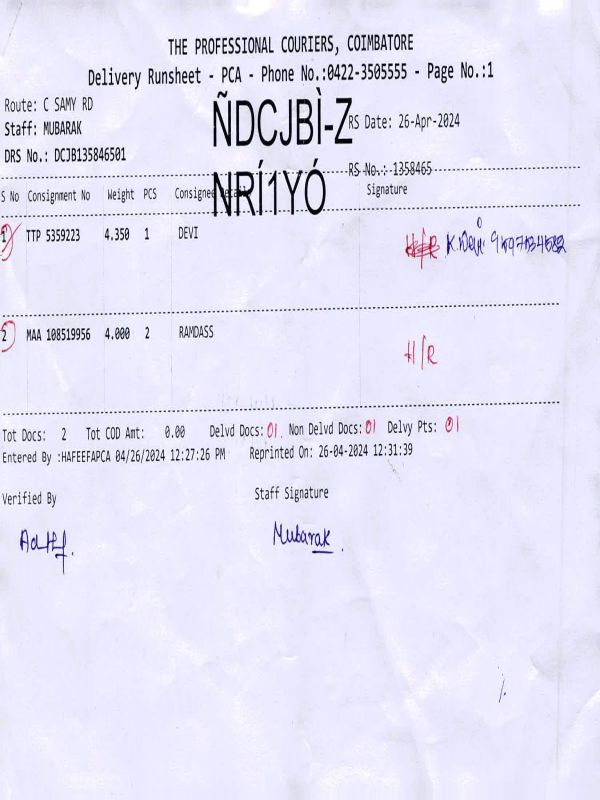 THE PROFESSIONAL COURIERS, COIMBATORE
Delivery Runsheet - PCA - Phone No.:0422-3505555 - Page No.:1
Route: C SAMY RD
Staff: MUBARAK
DRS No.: DCJB135846501
ÑDCJBÌ-Z
NRÍ1YÓ
RS Date: 26-Apr-2024
RS No.: 1358465
S No Consignment No Weight PCS Consignee Details Signature
1 TTP 5359223 4.350 1 DEVI H/R K.Devi
2 MAA 108519956 4.000 2 RAMDASS H/R
Tot Docs: 2 Tot COD Amt: 0.00 Delvd Docs: 01. Non Delvd Docs: 01 Delvy Pts: 01
Entered By :HAFEEFAPCA 04/26/2024 12:27:26 PM Reprinted On: 26-04-2024 12:31:39
Verified By Staff Signature
Mubarak.